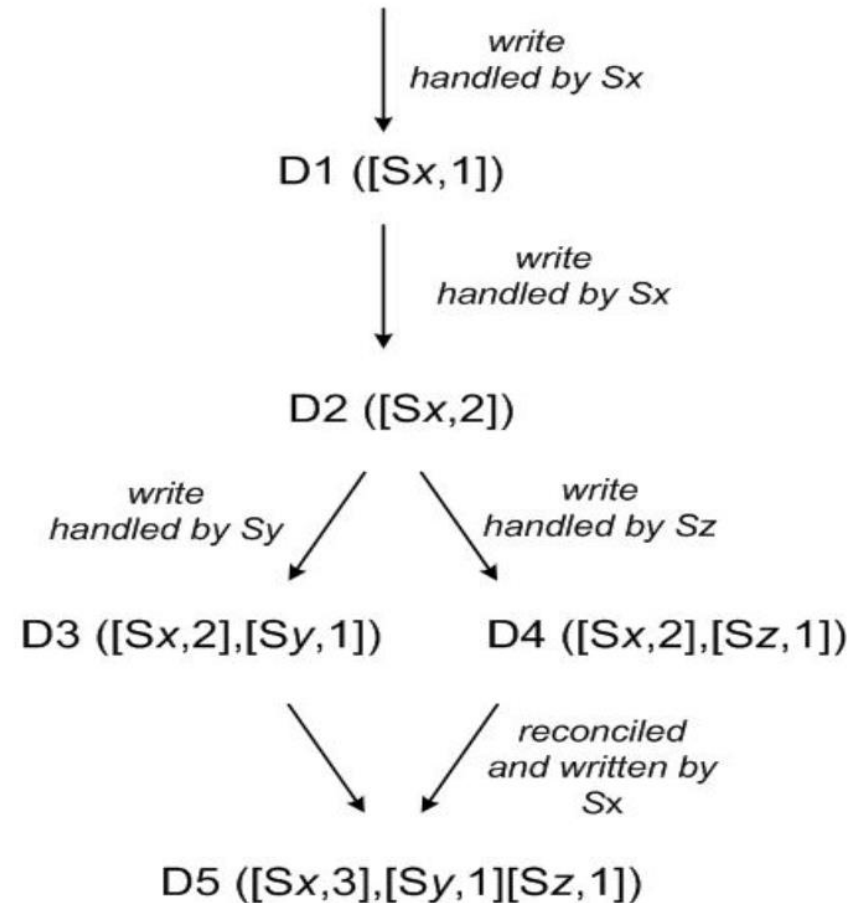 write
handled by Sx
D1 ([Sx,1])
write
handled by Sx
D2 ([Sx,2])
write
handled by Sy
write
handled by Sz
D3 ([Sx,2],[Sy,1])
D4 ([Sx,2],[Sz,1])
reconciled
and written by
Sx
D5 ([Sx,3],[Sy,1][Sz,1])